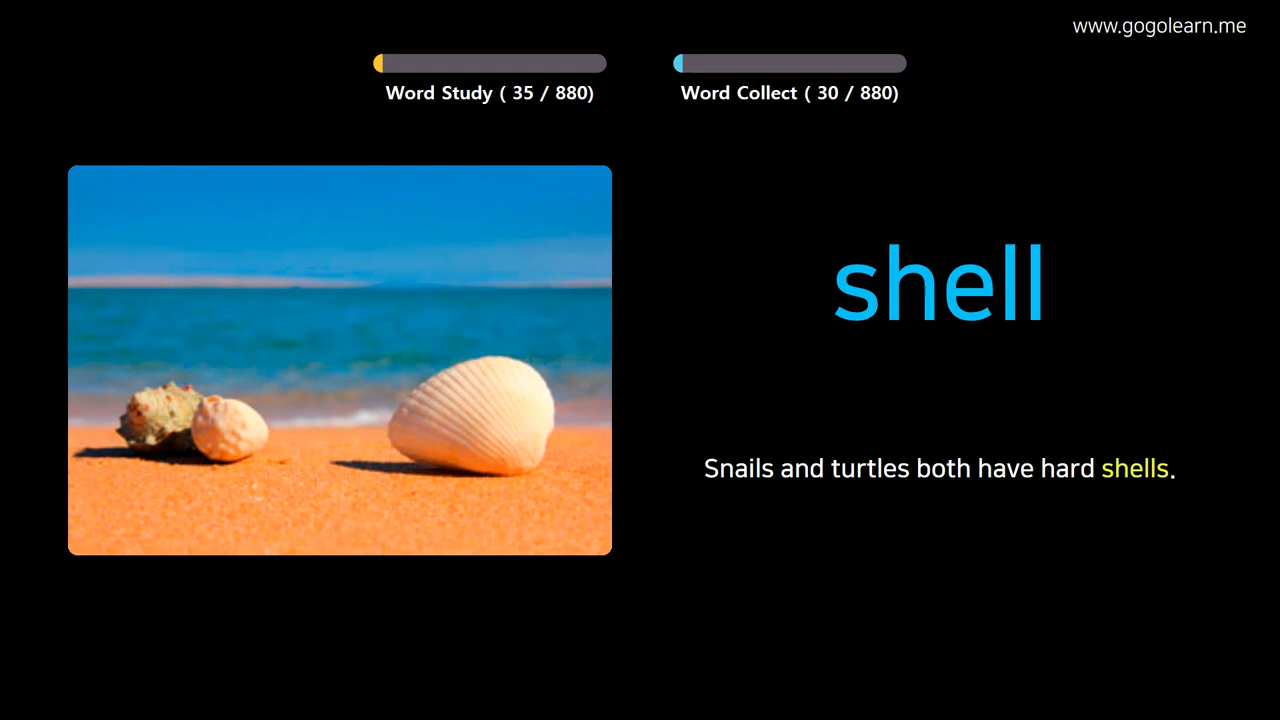 www.gogolearn.me
Word Study ( 35 / 880)
Word Collect ( 30 / 880)
shell
Snails and turtles both have hard shells.